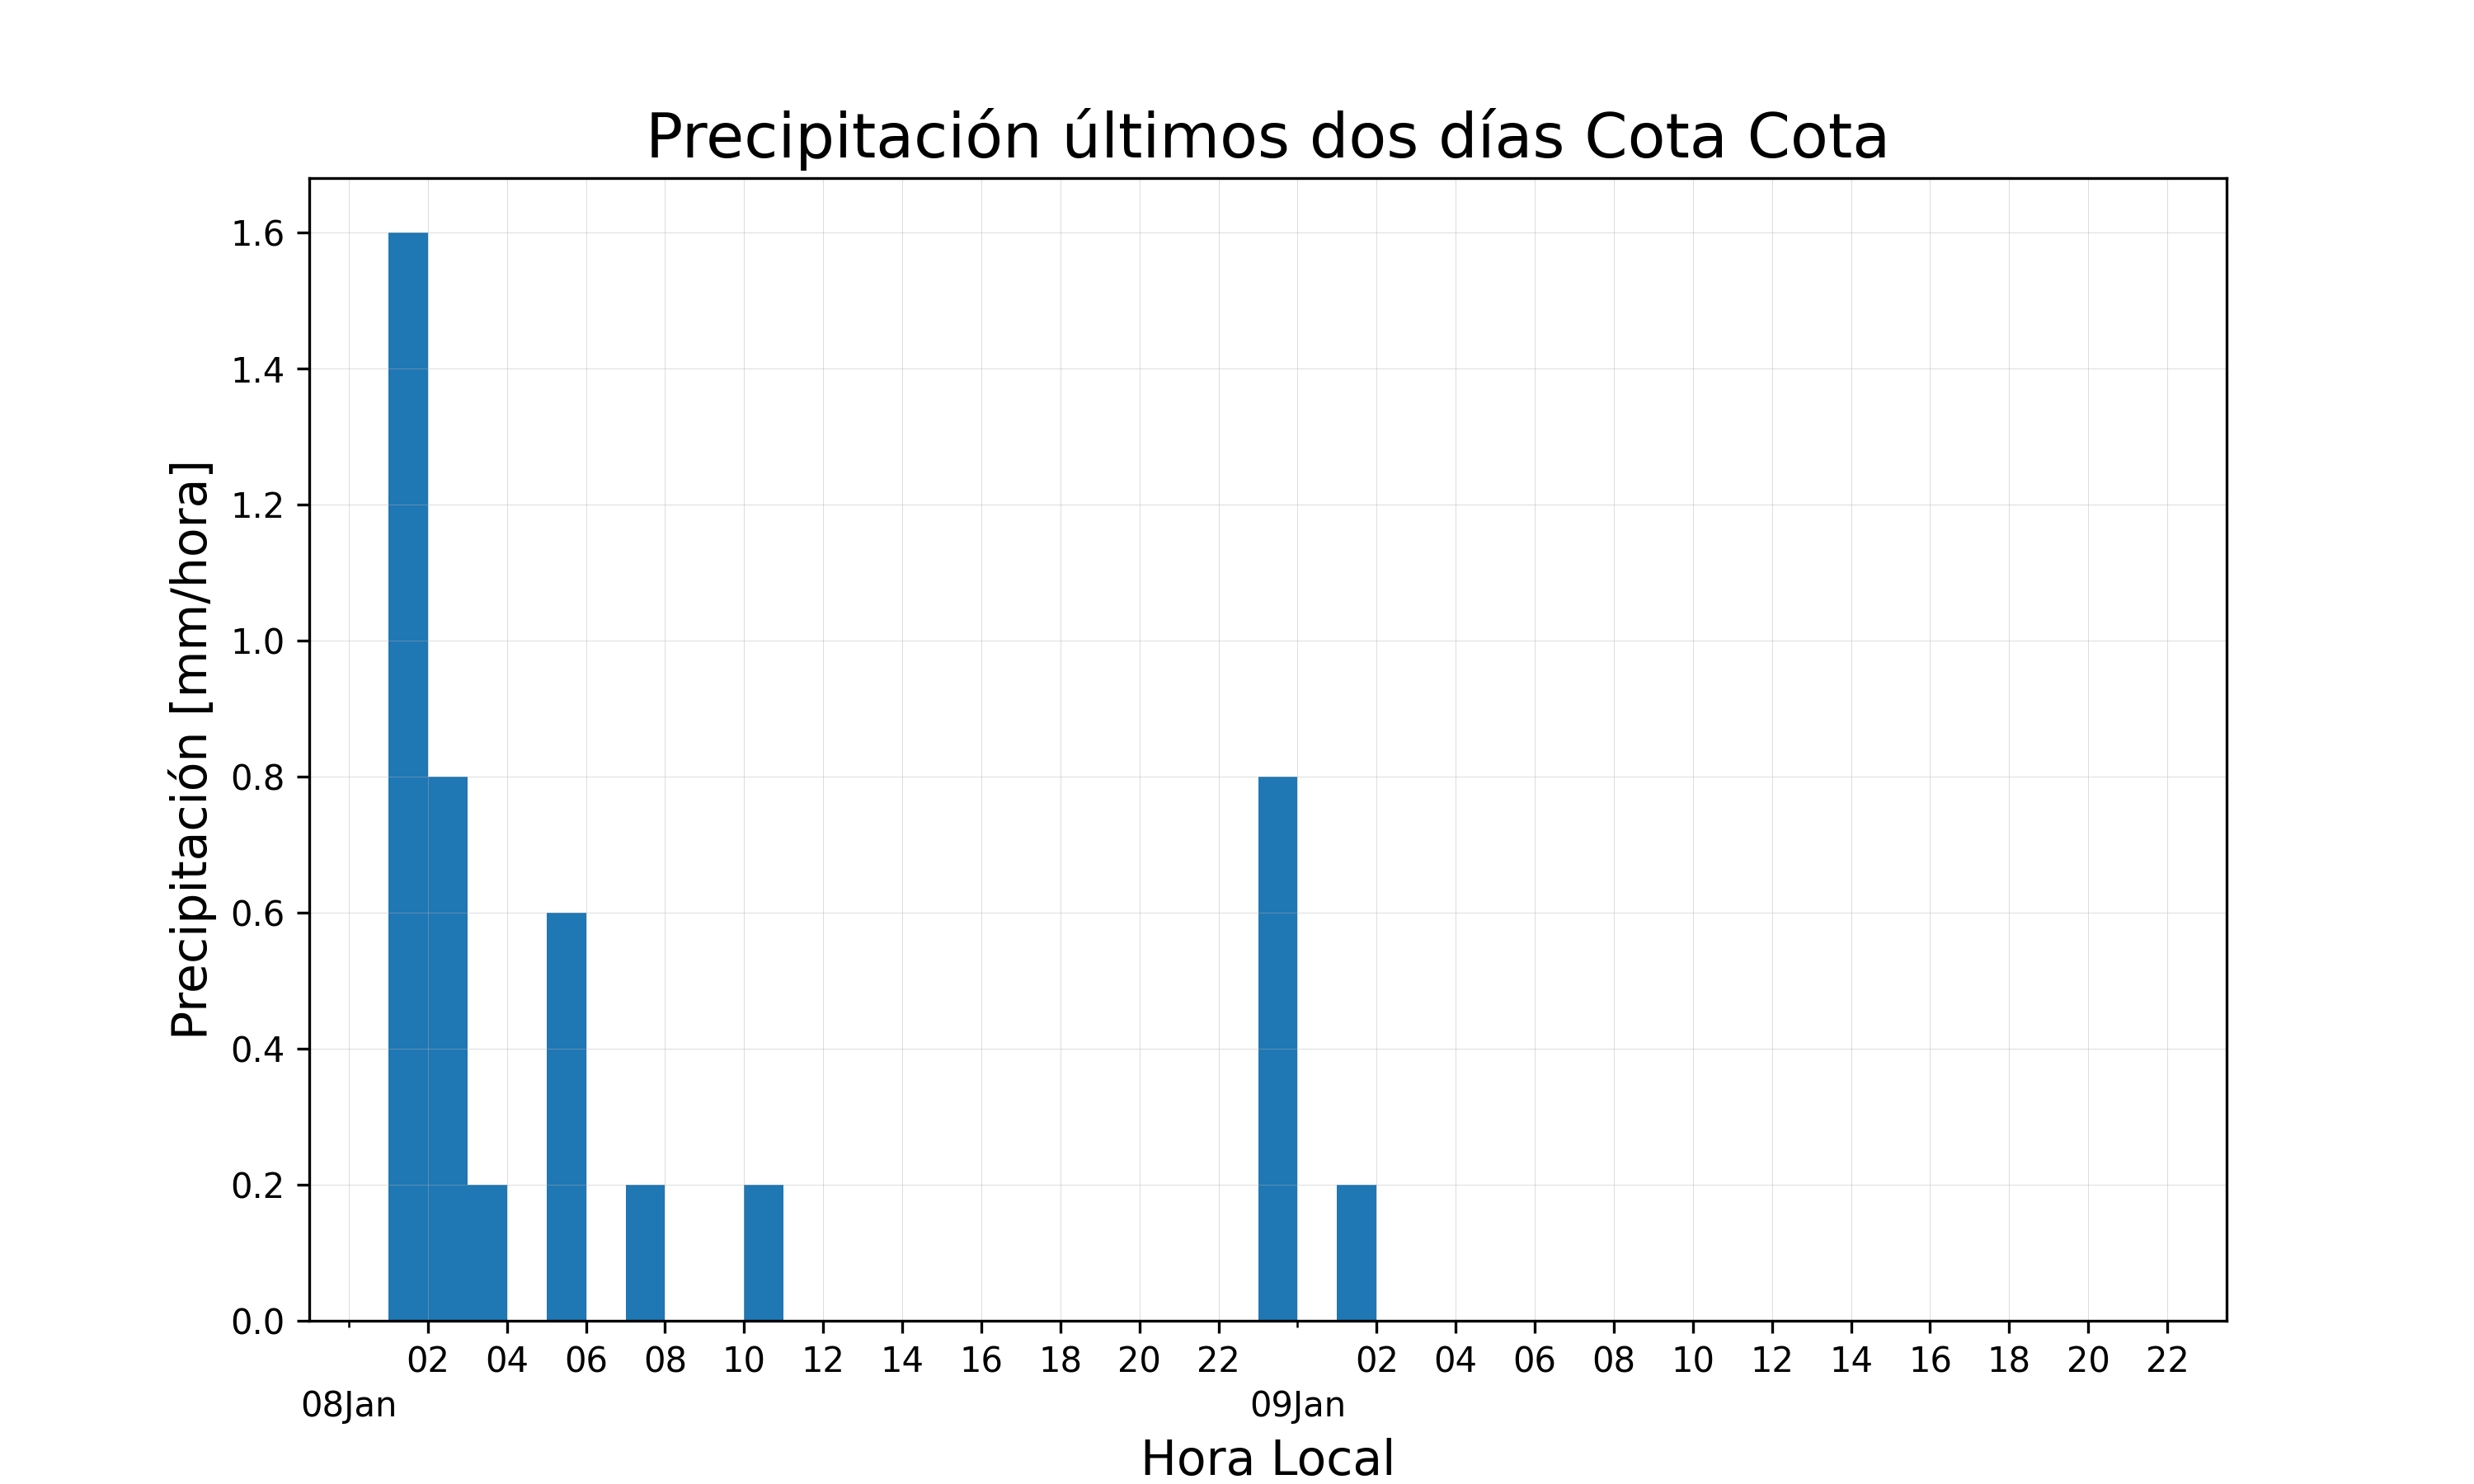 Precipitación últimos dos días Cota Cota
Precipitación [mm/hora]
1.6
1.4
1.2
1.0
0.8
0.6
0.4
0.2
0.0
02 04 06 08 10 12 14 16 18 20 22 02 04 06 08 10 12 14 16 18 20 22
08Jan 09Jan
Hora Local